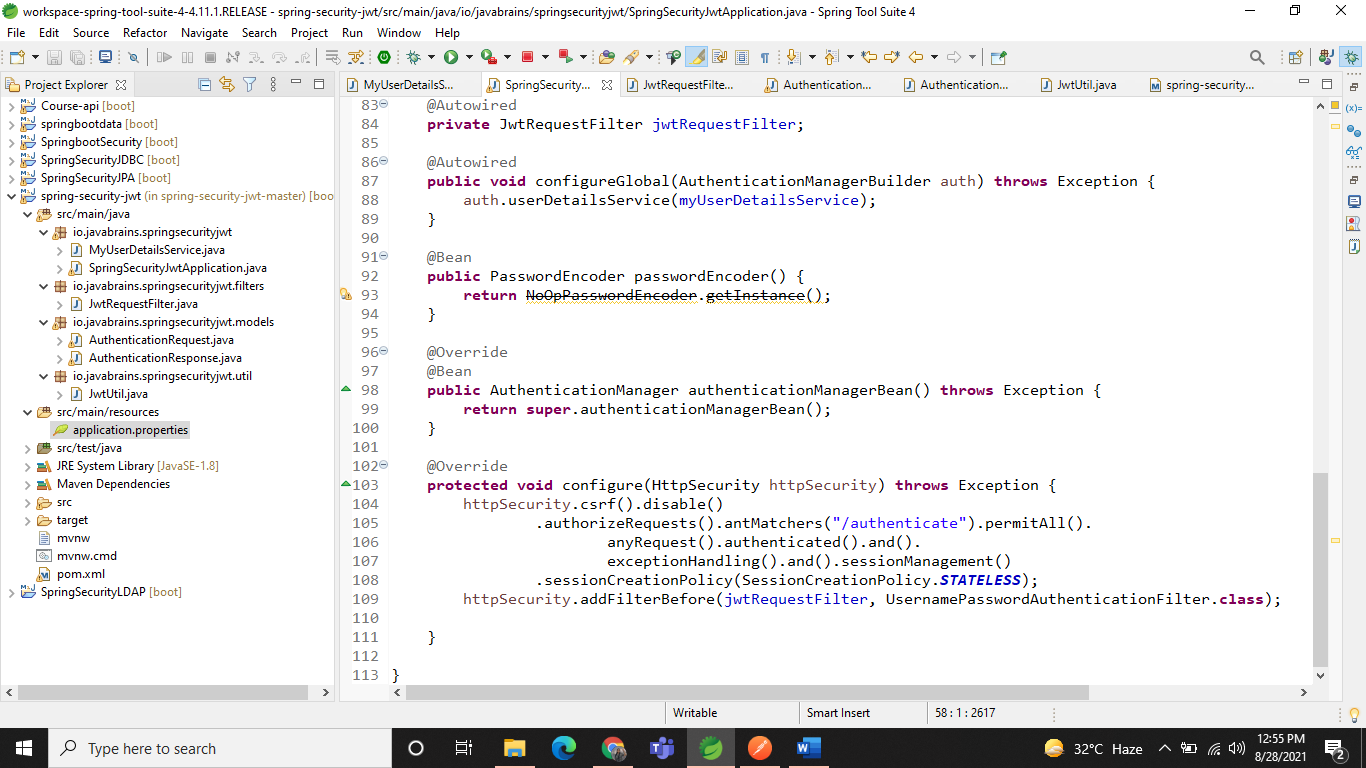 workspace-spring-tool-suite-4-4.11.1.RELEASE - spring-security-jwt/src/main/java/io/javabrains/springsecurityjwt/SpringSecurityJwtApplication.java - Spring Tool Suite 4
File Edit Source Refactor Navigate Search Project Run Window Help
Project Explorer
Course-api [boot]
springbootdata [boot]
SpringbootSecurity [boot]
SpringSecurityJDBC [boot]
SpringSecurityJPA [boot]
spring-security-jwt (in spring-security-jwt-master) [boo
src/main/java
io.javabrains.springsecurityjwt
MyUserDetailsService.java
SpringSecurityJwtApplication.java
io.javabrains.springsecurityjwt.filters
JwtRequestFilter.java
io.javabrains.springsecurityjwt.models
AuthenticationRequest.java
AuthenticationResponse.java
io.javabrains.springsecurityjwt.util
JwtUtil.java
src/main/resources
application.properties
src/test/java
JRE System Library [JavaSE-1.8]
Maven Dependencies
src
target
mvnw
mvnw.cmd
pom.xml
SpringSecurityLDAP [boot]
MyUserDetailsS... SpringSecurity... JwtRequestFilte... Authentication... Authentication... JwtUtil.java spring-security...
83 @Autowired
84 private JwtRequestFilter jwtRequestFilter;
85
86 @Autowired
87 public void configureGlobal(AuthenticationManagerBuilder auth) throws Exception {
88 auth.userDetailsService(myUserDetailsService);
89 }
90
91 @Bean
92 public PasswordEncoder passwordEncoder() {
93 return NoOpPasswordEncoder.getInstance();
94 }
95
96 @Override
97 @Bean
98 public AuthenticationManager authenticationManagerBean() throws Exception {
99 return super.authenticationManagerBean();
100 }
101
102 @Override
103 protected void configure(HttpSecurity httpSecurity) throws Exception {
104 httpSecurity.csrf().disable()
105 .authorizeRequests().antMatchers("/authenticate").permitAll().
106 anyRequest().authenticated().and().
107 exceptionHandling().and().sessionManagement()
108 .sessionCreationPolicy(SessionCreationPolicy.STATELESS);
109 httpSecurity.addFilterBefore(jwtRequestFilter, UsernamePasswordAuthenticationFilter.class);
110
111 }
112
113 }
Writable Smart Insert 58 : 1 : 2617
Type here to search
32°C Haze
12:55 PM
8/28/2021
2